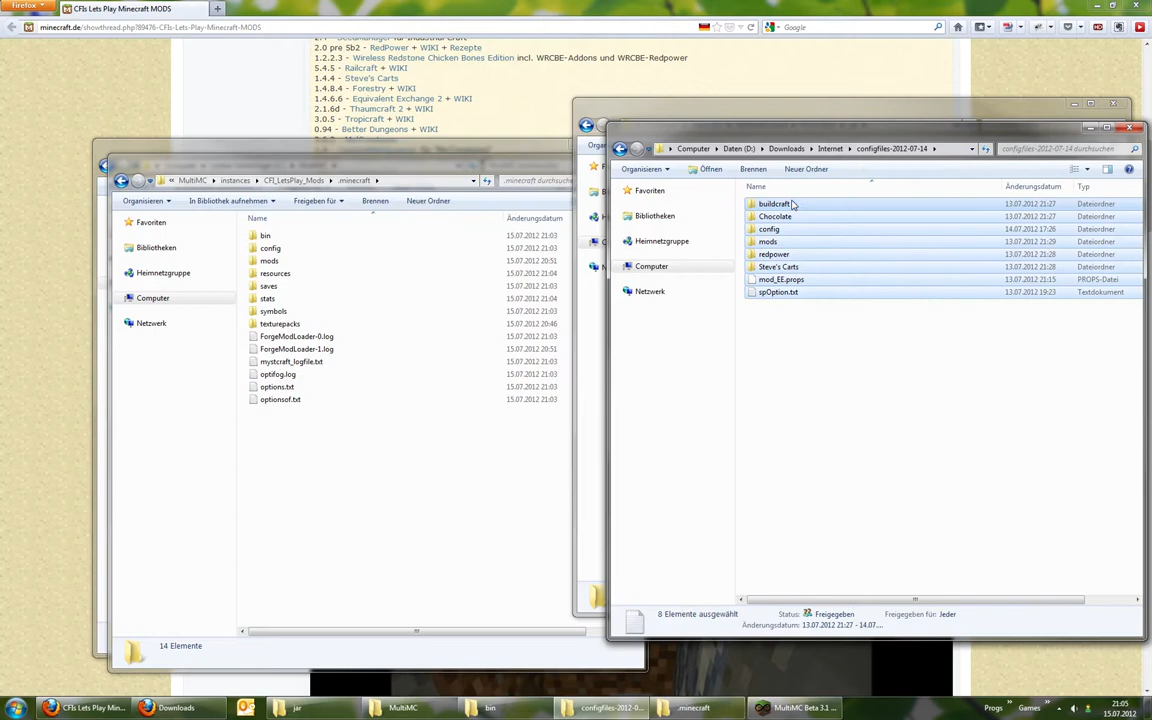 Firefox
CFIs Lets Play Minecraft MODS
minecraft.de/showthread.php?89476-CFIs-Lets-Play-Minecraft-MODS
Google
2.0 pre 5b2 - RedPower + WIKI + Rezepte
1.2.2.3 - Wireless Redstone Chicken Bones Edition incl. WRCBE-Addons und WRCBE-Redpower
5.4.5 - Railcraft + WIKI
1.4.4 - Steve's Carts
1.4.8.4 - Forestry + WIKI
1.4.6.6 - Equivalent Exchange 2 + WIKI
2.1.6d - Thaumcraft 2 + WIKI
3.0.5 - Tropicraft + WIKI
0.94 - Better Dungeons + WIKI
MultiMC
instances
CFI_LetsPlay_Mods
.minecraft
.minecraft durchsuchen
Organisieren
In Bibliothek aufnehmen
Freigeben für
Brennen
Neuer Ordner
Favoriten
Bibliotheken
Heimnetzgruppe
Computer
Netzwerk
Name
Änderungsdatum
bin 15.07.2012 21:03
config 15.07.2012 21:03
mods 15.07.2012 20:51
resources 15.07.2012 21:04
saves 15.07.2012 21:03
stats 15.07.2012 21:04
symbols 15.07.2012 21:03
texturepacks 15.07.2012 20:46
ForgeModLoader-0.log 15.07.2012 21:03
ForgeModLoader-1.log 15.07.2012 20:51
mystcraft_logfile.txt 15.07.2012 21:03
optifog.log 15.07.2012 21:03
options.txt 15.07.2012 21:03
optionsof.txt 15.07.2012 21:03
14 Elemente
Organ
Computer
Daten (D:)
Downloads
Internet
configfiles-2012-07-14
configfiles-2012-07-14 durchsuchen
Organisieren
Öffnen
Brennen
Neuer Ordner
Favoriten
Bibliotheken
Heimnetzgruppe
Computer
Netzwerk
Name
Änderungsdatum
Typ
buildcraft 13.07.2012 21:27 Dateiordner
Chocolate 13.07.2012 21:27 Dateiordner
config 14.07.2012 17:26 Dateiordner
mods 13.07.2012 21:29 Dateiordner
redpower 13.07.2012 21:28 Dateiordner
Steve's Carts 13.07.2012 21:28 Dateiordner
mod_EE.props 13.07.2012 21:15 PROPS-Datei
spOption.txt 13.07.2012 19:23 Textdokument
8 Elemente ausgewählt
Status: Freigegeben
Freigegeben für: Jeder
Änderungsdatum: 13.07.2012 21:27 - 14.07....
CFIs Lets Play Min...
Downloads
jar
MultiMC
bin
configfiles-2012-0...
.minecraft
MultiMC Beta 3.1 ...
Progs
Games
21:05
15.07.2012